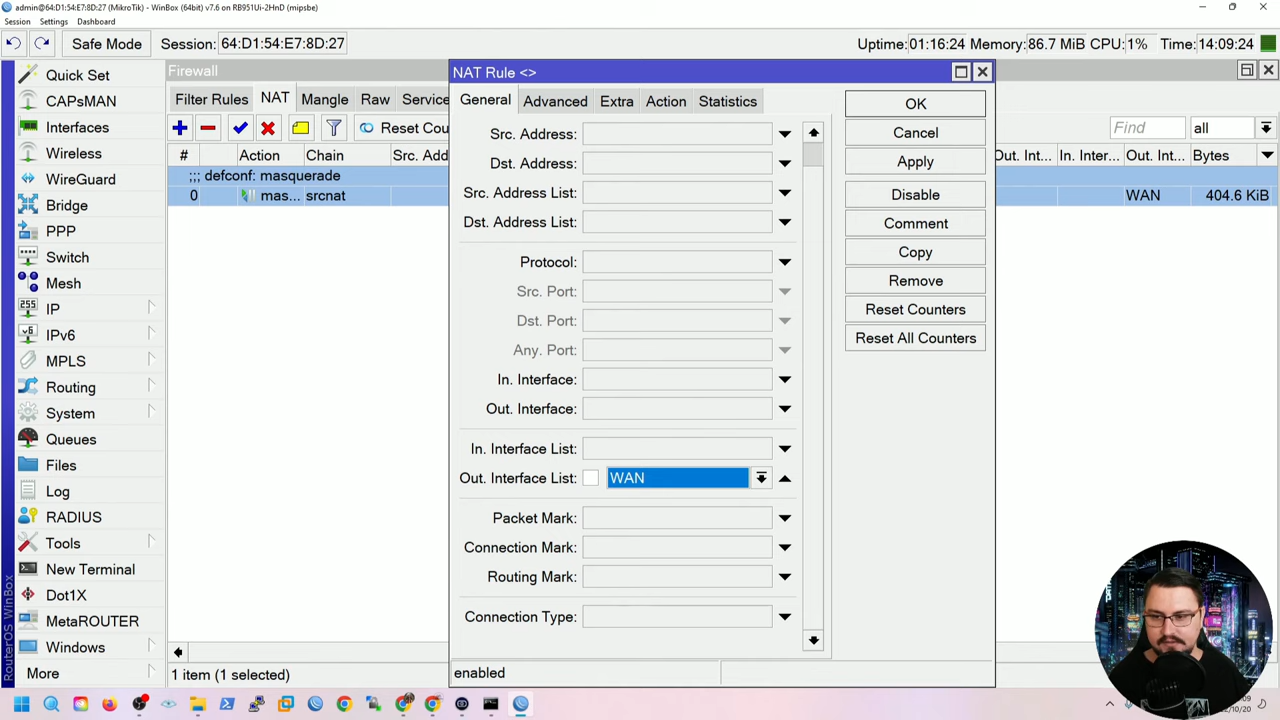 admin@64:D1:54:E7:8D:27 (MikroTik) - WinBox (64bit) v7.6 on RB951Ui-2HnD (mipsbe)
Session Settings Dashboard
Safe Mode Session: 64:D1:54:E7:8D:27 Uptime: 01:16:24 Memory: 86.7 MiB CPU: 1% Time: 14:09:24
Quick Set
CAPsMAN
Interfaces
Wireless
WireGuard
Bridge
PPP
Switch
Mesh
IP
IPv6
MPLS
Routing
System
Queues
Files
Log
RADIUS
Tools
New Terminal
Dot1X
MetaROUTER
Windows
More
RouterOS WinBox
Firewall
Filter Rules NAT Mangle Raw Service
Reset Cou
Find all
# Action Chain Src. Add Out. Int... In. Inter... Out. Int... Bytes
;;; defconf: masquerade
0 mas... srcnat WAN 404.6 KiB
1 item (1 selected)
NAT Rule <>
General Advanced Extra Action Statistics
Src. Address:
Dst. Address:
Src. Address List:
Dst. Address List:
Protocol:
Src. Port:
Dst. Port:
Any. Port:
In. Interface:
Out. Interface:
In. Interface List:
Out. Interface List: WAN
Packet Mark:
Connection Mark:
Routing Mark:
Connection Type:
enabled
OK
Cancel
Apply
Disable
Comment
Copy
Remove
Reset Counters
Reset All Counters